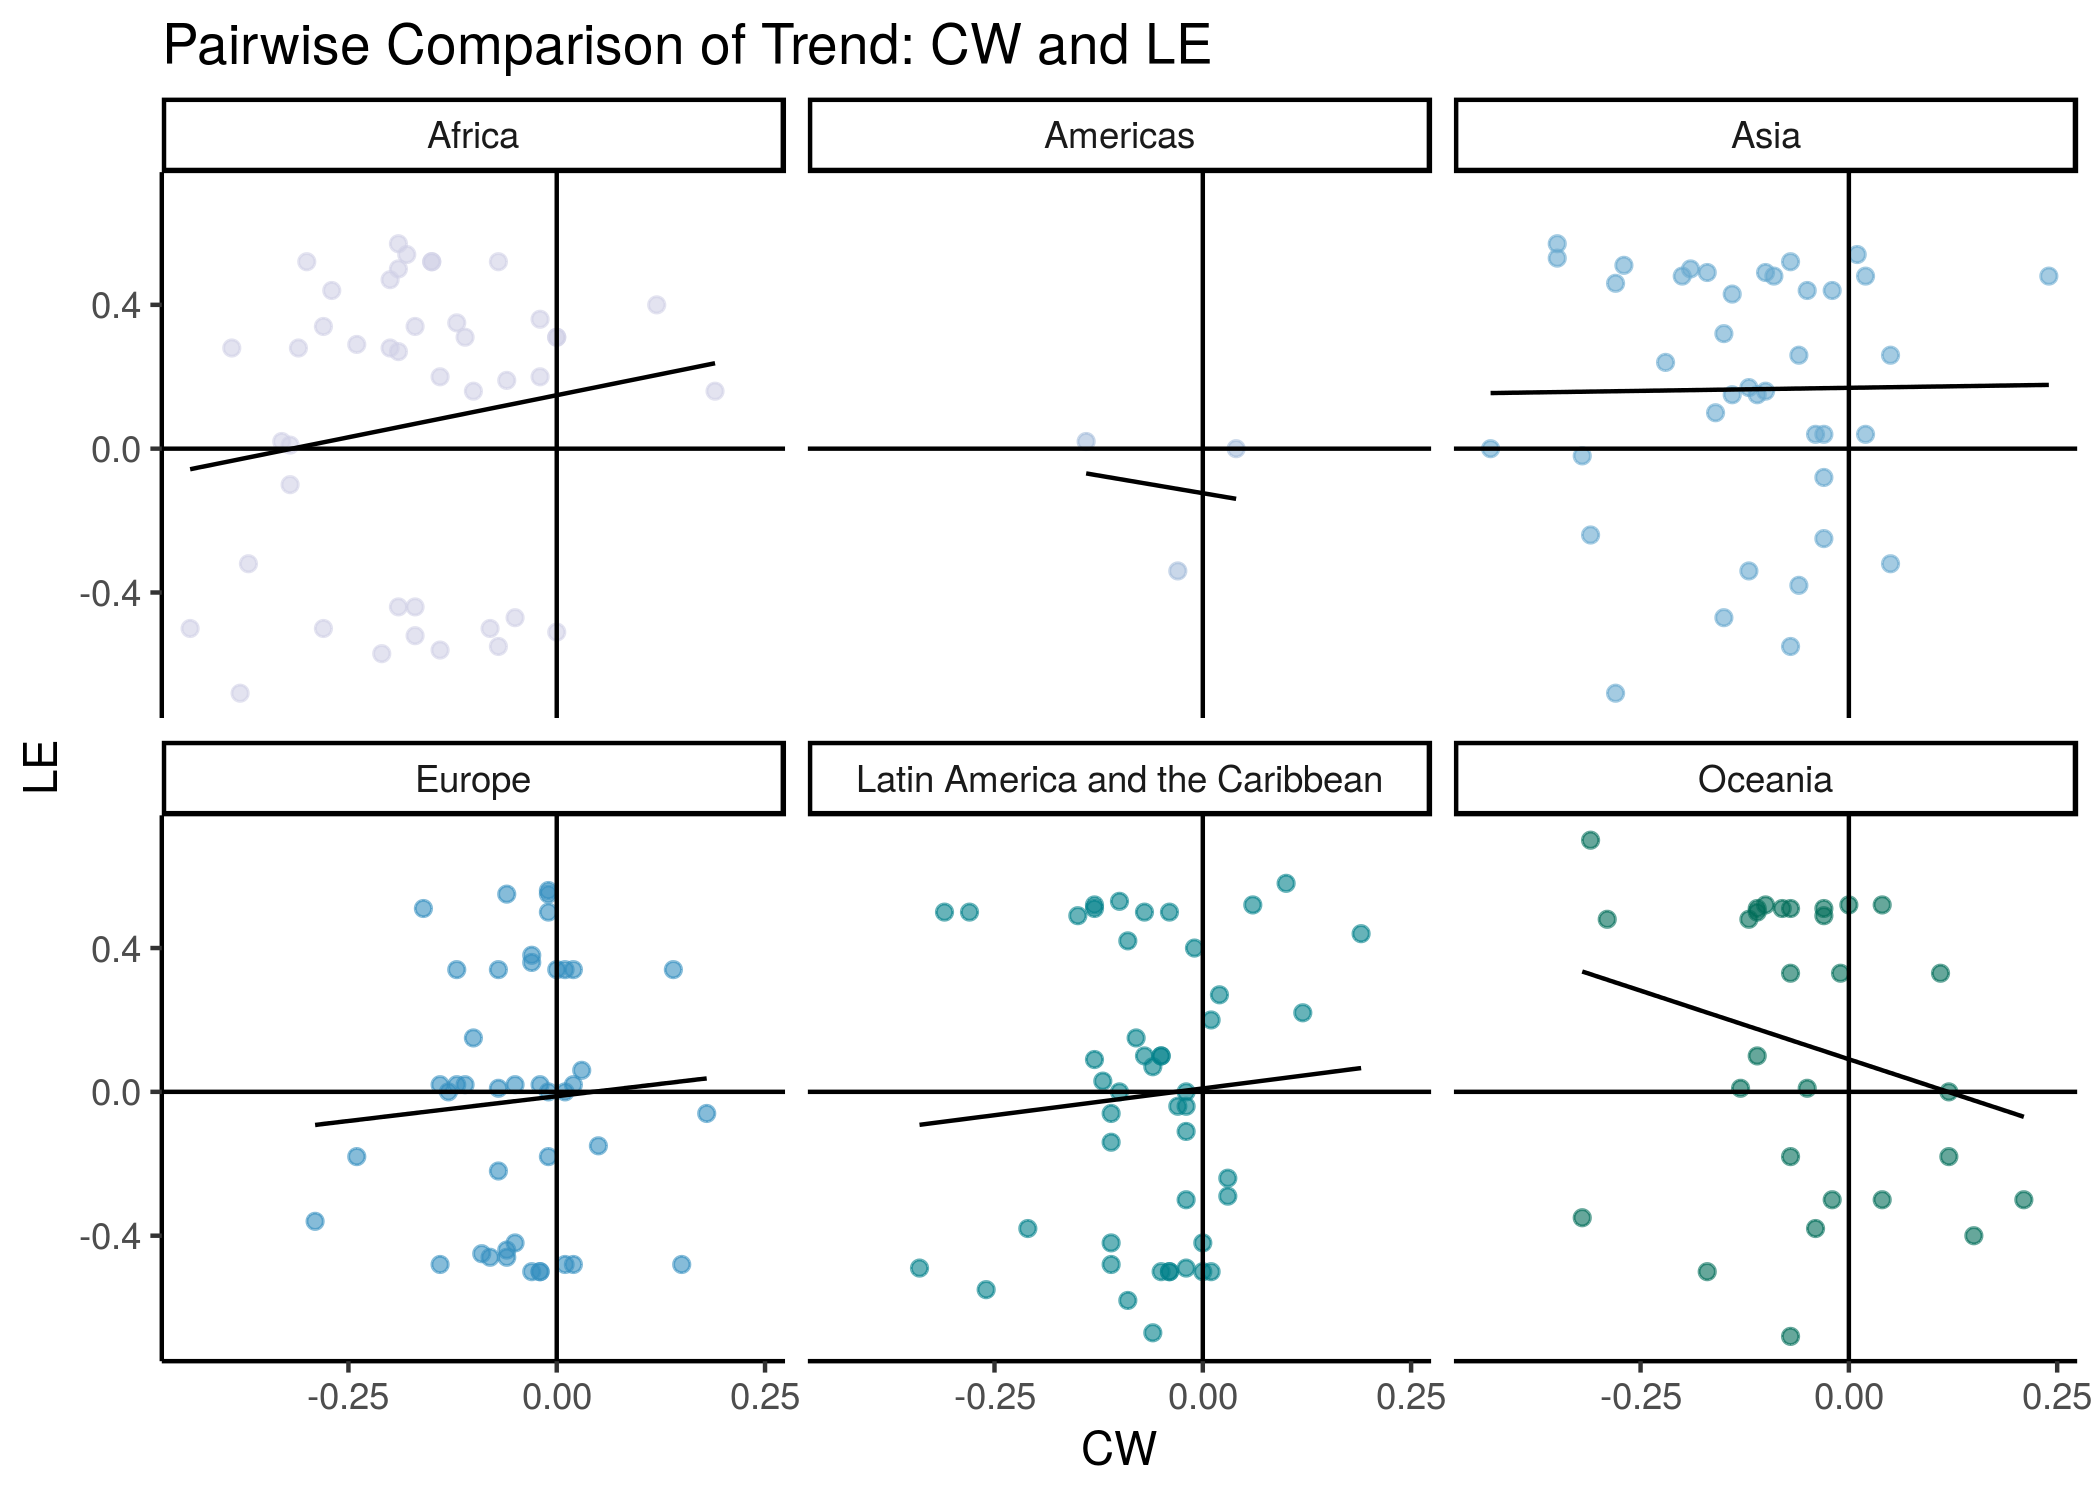 Pairwise Comparison of Trend: CW and LE
Africa
Americas
Asia
0.4
0.0
-0.4
LE
Europe
Latin America and the Caribbean
Oceania
0.4
0.0
-0.4
-0.25 0.00 0.25 -0.25 0.00 0.25 -0.25 0.00 0.25
CW